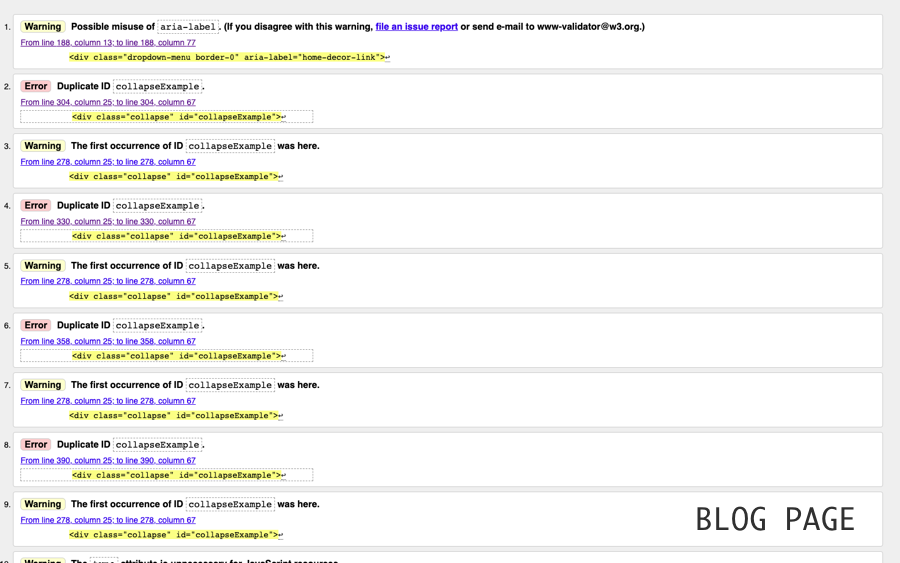 1. Warning Possible misuse of aria-label. (If you disagree with this warning, file an issue report or send e-mail to www-validator@w3.org.)
From line 188, column 13; to line 188, column 77
<div class="dropdown-menu border-0" aria-label="home-decor-link">↩
2. Error Duplicate ID collapseExample.
From line 304, column 25; to line 304, column 67
<div class="collapse" id="collapseExample">↩
3. Warning The first occurrence of ID collapseExample was here.
From line 278, column 25; to line 278, column 67
<div class="collapse" id="collapseExample">↩
4. Error Duplicate ID collapseExample.
From line 330, column 25; to line 330, column 67
<div class="collapse" id="collapseExample">↩
5. Warning The first occurrence of ID collapseExample was here.
From line 278, column 25; to line 278, column 67
<div class="collapse" id="collapseExample">↩
6. Error Duplicate ID collapseExample.
From line 358, column 25; to line 358, column 67
<div class="collapse" id="collapseExample">↩
7. Warning The first occurrence of ID collapseExample was here.
From line 278, column 25; to line 278, column 67
<div class="collapse" id="collapseExample">↩
8. Error Duplicate ID collapseExample.
From line 390, column 25; to line 390, column 67
<div class="collapse" id="collapseExample">↩
9. Warning The first occurrence of ID collapseExample was here.
From line 278, column 25; to line 278, column 67
<div class="collapse" id="collapseExample">↩
BLOG PAGE
Warning The type attribute is unnecessary for JavaScript resources.